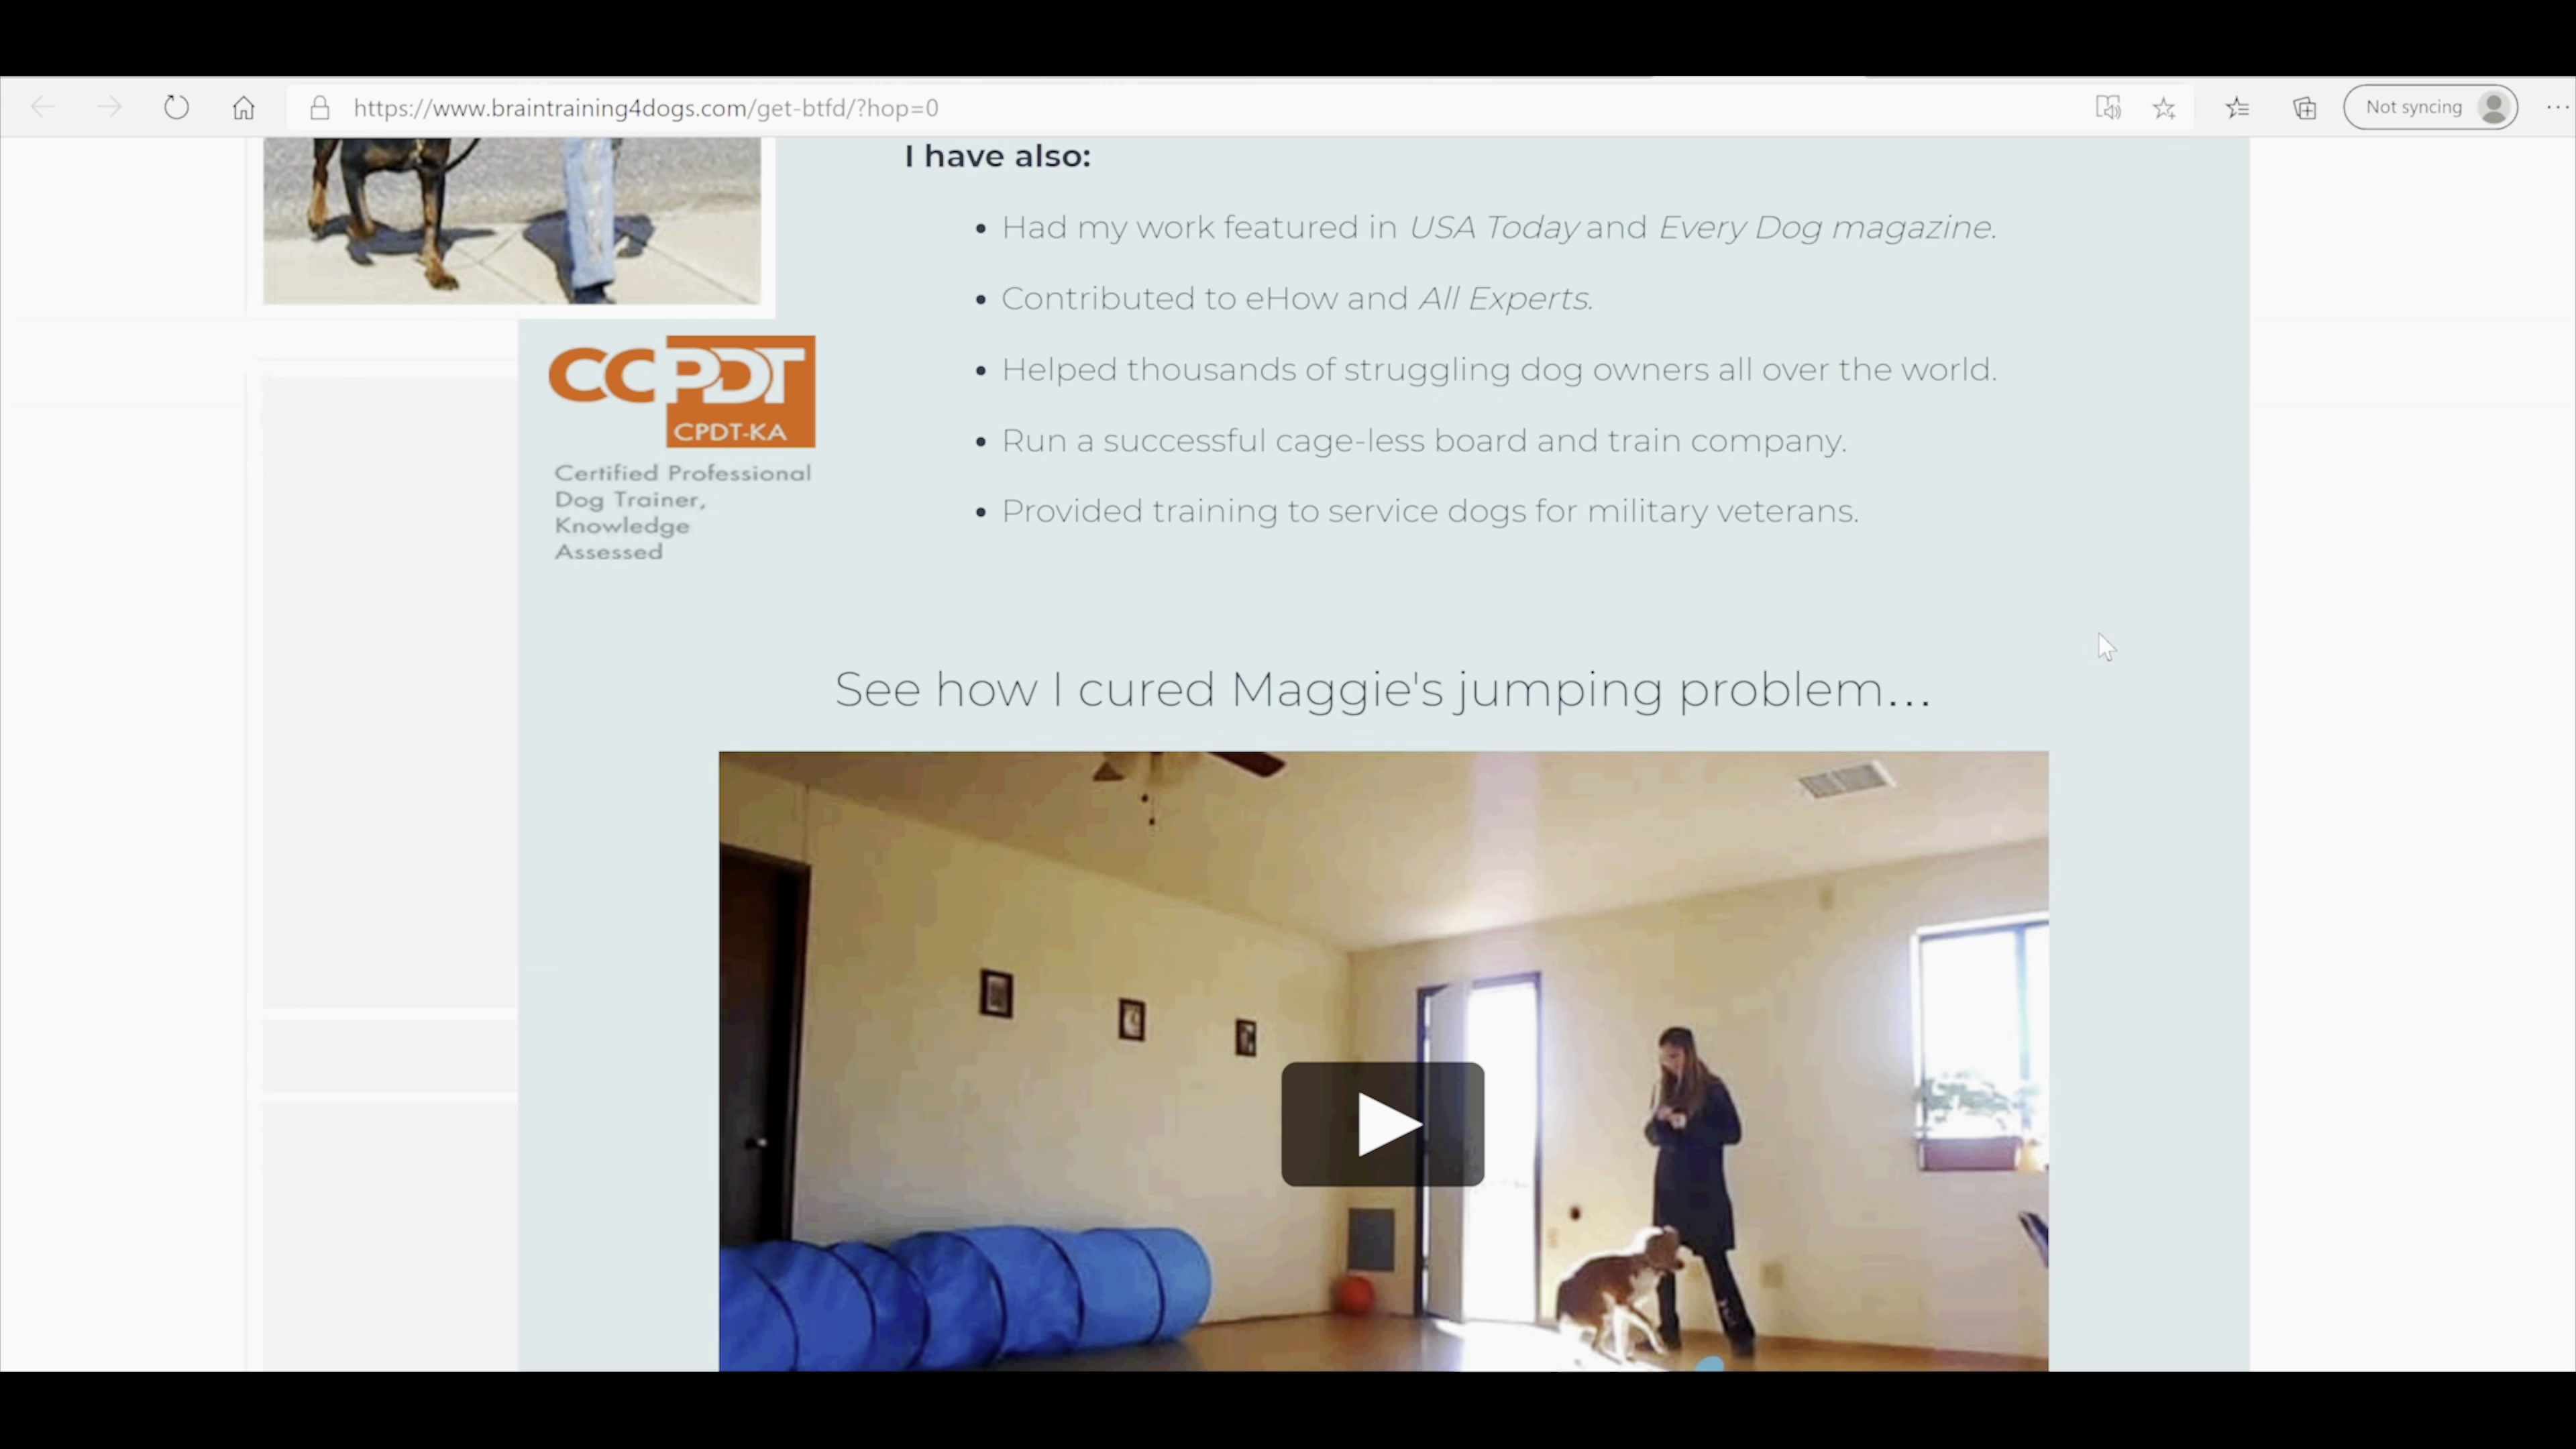 https://www.braintraining4dogs.com/get-btfd/?hop=0
Not syncing
I have also:
Had my work featured in USA Today and Every Dog magazine.
Contributed to eHow and All Experts.
Helped thousands of struggling dog owners all over the world.
Run a successful cage-less board and train company.
Provided training to service dogs for military veterans.
CCPDT
CPDT-KA
Certified Professional
Dog Trainer,
Knowledge
Assessed
See how I cured Maggie's jumping problem...